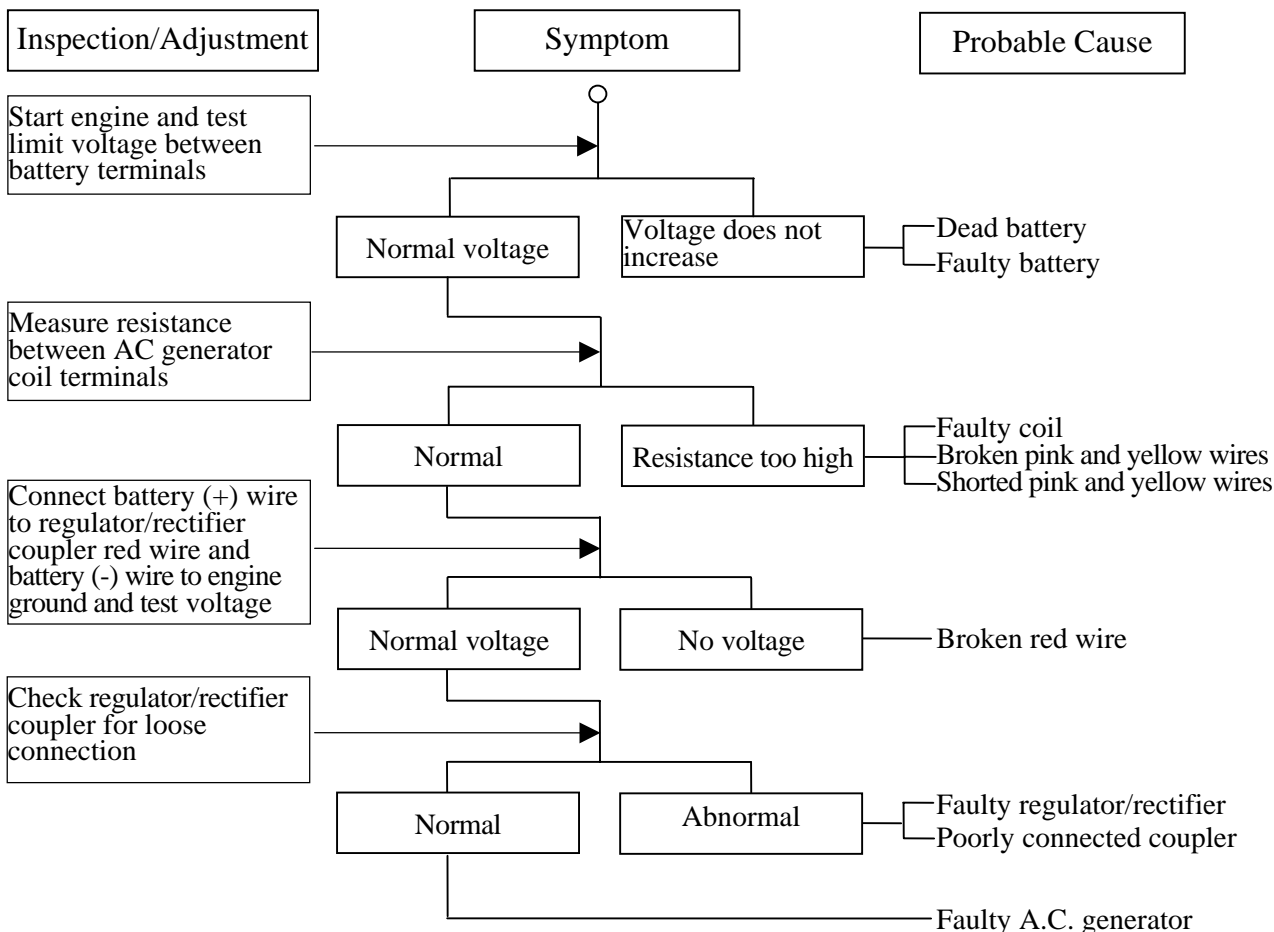 Inspection/Adjustment
Symptom
Probable Cause
Start engine and test
limit voltage between
battery terminals
Normal voltage
Voltage does not
increase
Dead battery
Faulty battery
Measure resistance
between AC generator
coil terminals
Normal
Resistance too high
Faulty coil
Broken pink and yellow wires
Shorted pink and yellow wires
Connect battery (+) wire
to regulator/rectifier
coupler red wire and
battery (-) wire to engine
ground and test voltage
Normal voltage
No voltage
Broken red wire
Check regulator/rectifier
coupler for loose
connection
Normal
Abnormal
Faulty regulator/rectifier
Poorly connected coupler
Faulty A.C. generator